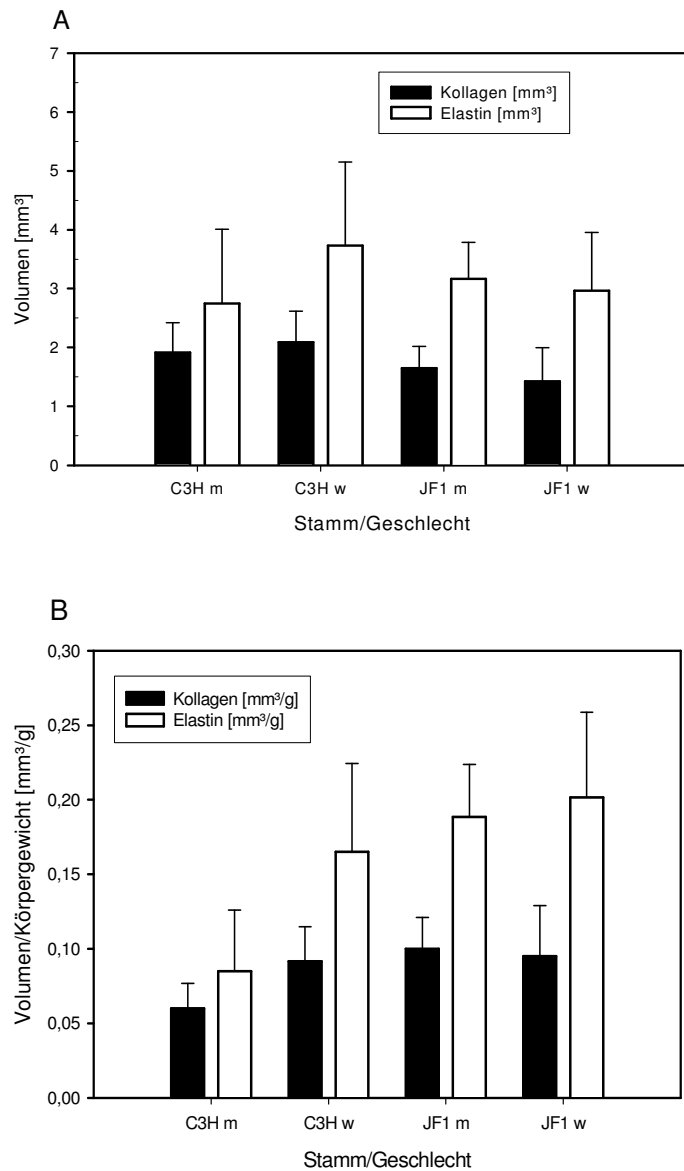 A
7
6
5
4
3
2
1
0
Volumen [mm³]
Kollagen [mm³]
Elastin [mm³]
C3H m C3H w JF1 m JF1 w
Stamm/Geschlecht
B
0,30
0,25
0,20
0,15
0,10
0,05
0,00
Volumen/Körpergewicht [mm³/g]
Kollagen [mm³/g]
Elastin [mm³/g]
C3H m C3H w JF1 m JF1 w
Stamm/Geschlecht